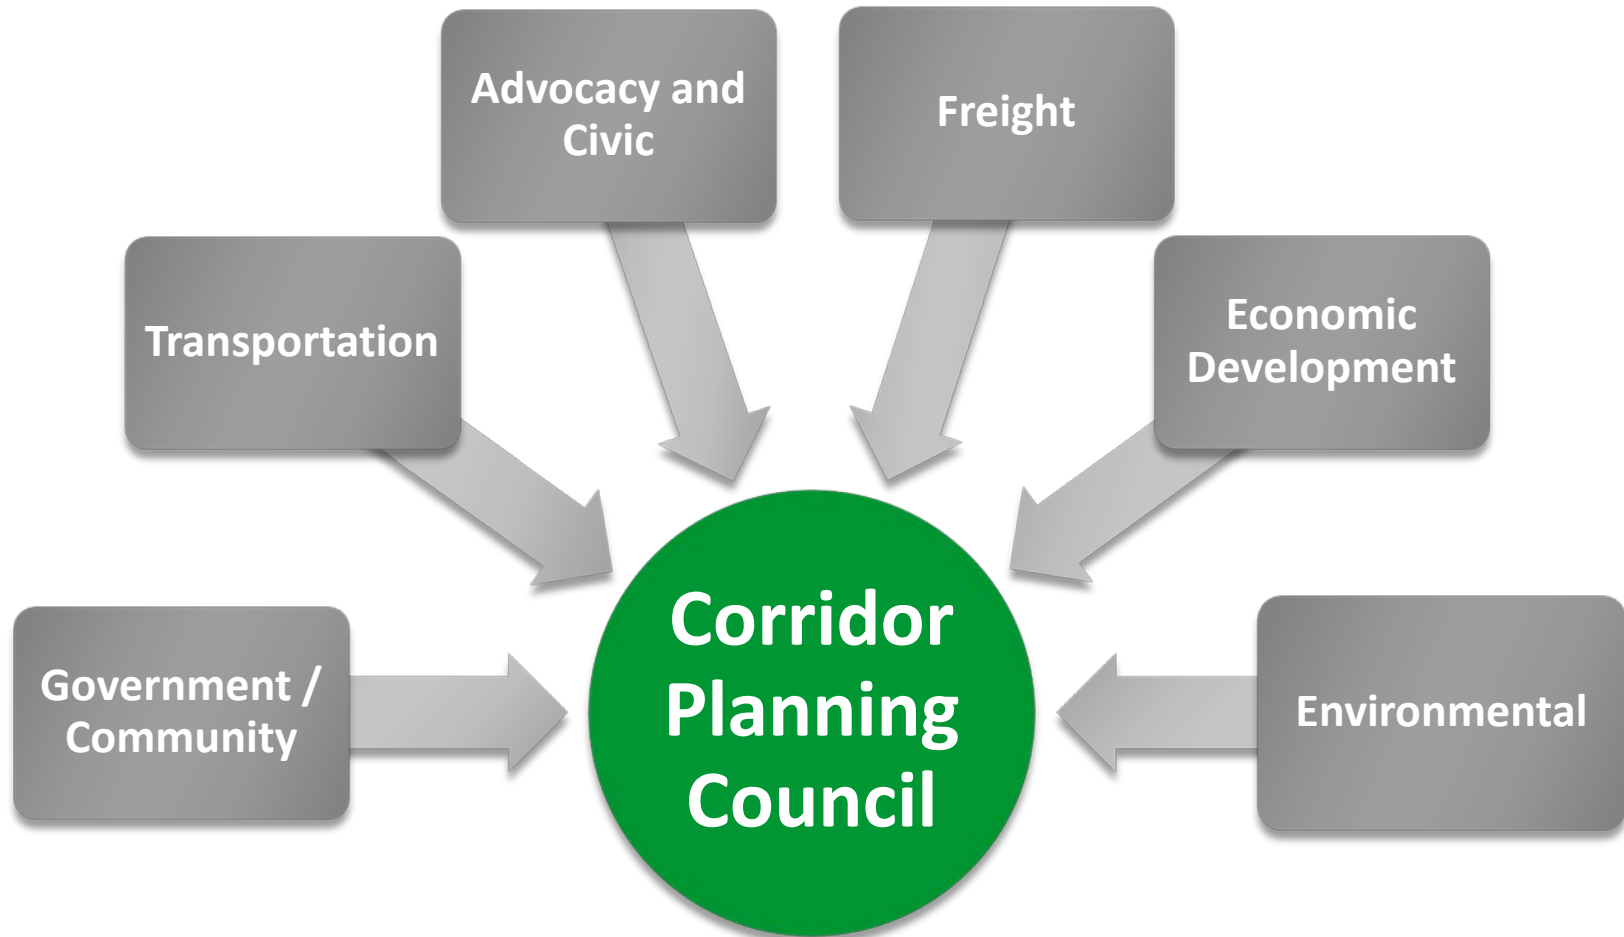 Advocacy and
Civic
Freight
Transportation
Economic
Development
Government /
Community
Corridor
Planning
Council
Environmental